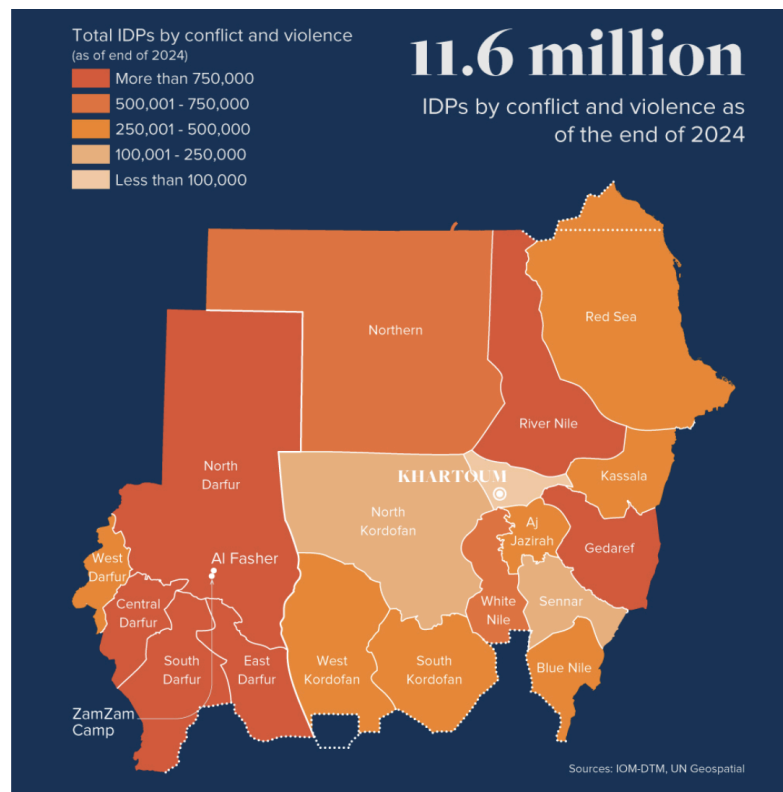 Total IDPs by conflict and violence
(as of end of 2024)
More than 750,000
500,001 - 750,000
250,001 - 500,000
100,001 - 250,000
Less than 100,000
11.6 million
IDPs by conflict and violence as
of the end of 2024
Red Sea
Northern
River Nile
North
Darfur
KHARTOUM
Kassala
North
Kordofan
Aj
Jazirah
Gedaref
West
Darfur
Al Fasher
Central
Darfur
White
Nile
Sennar
South
Darfur
East
Darfur
West
Kordofan
South
Kordofan
Blue Nile
ZamZam
Camp
Sources: IOM-DTM, UN Geospatial